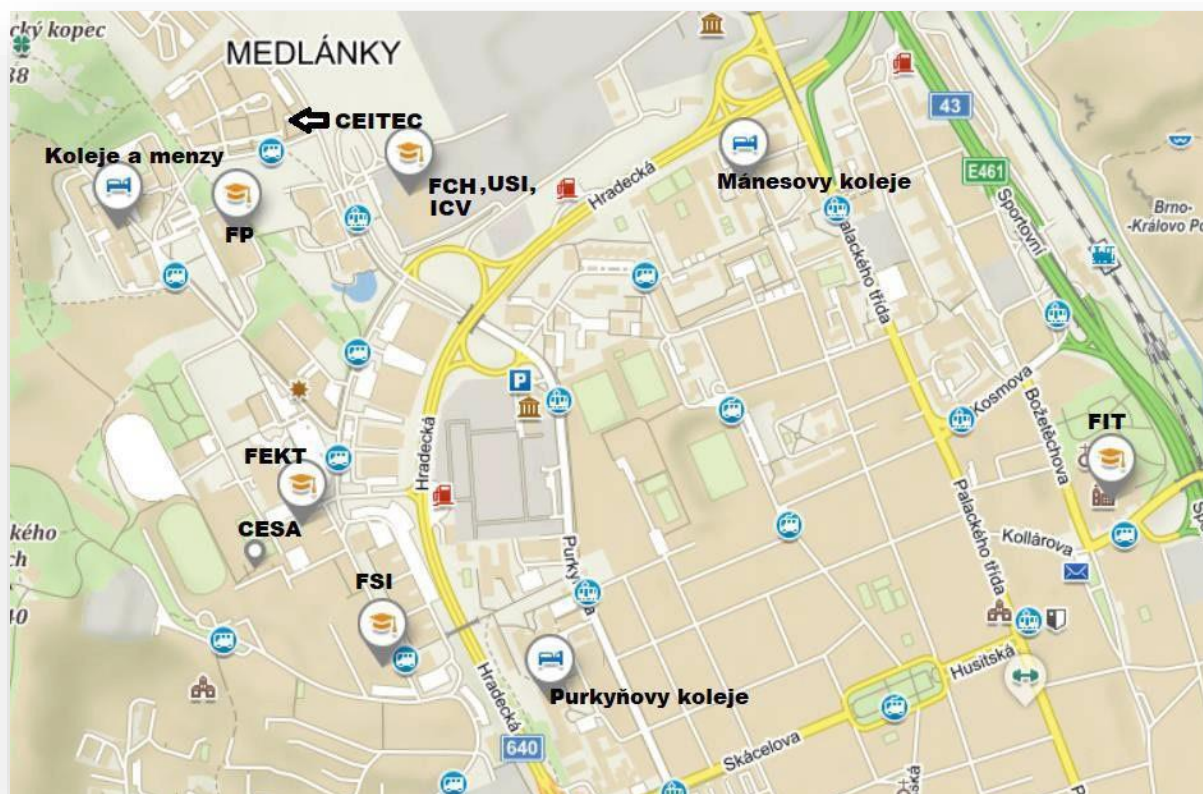 cký kopec
38
MEDLÁNKY
CEITEC
Koleje a menzy
FCH,USI,
ICV
FP
Hradecká
Mánesovy koleje
43
E461
Sportovní
Brno-
-Královo Po
Palackého třída
Kosmova
Božetěchova
FIT
P
Hradecká
FEKT
CESA
kého
ch
40
FSI
Purkyňova
Palackého třída
Kollárova
Husitská
Hradecká
Purkyňovy koleje
640
Skácelova
ská